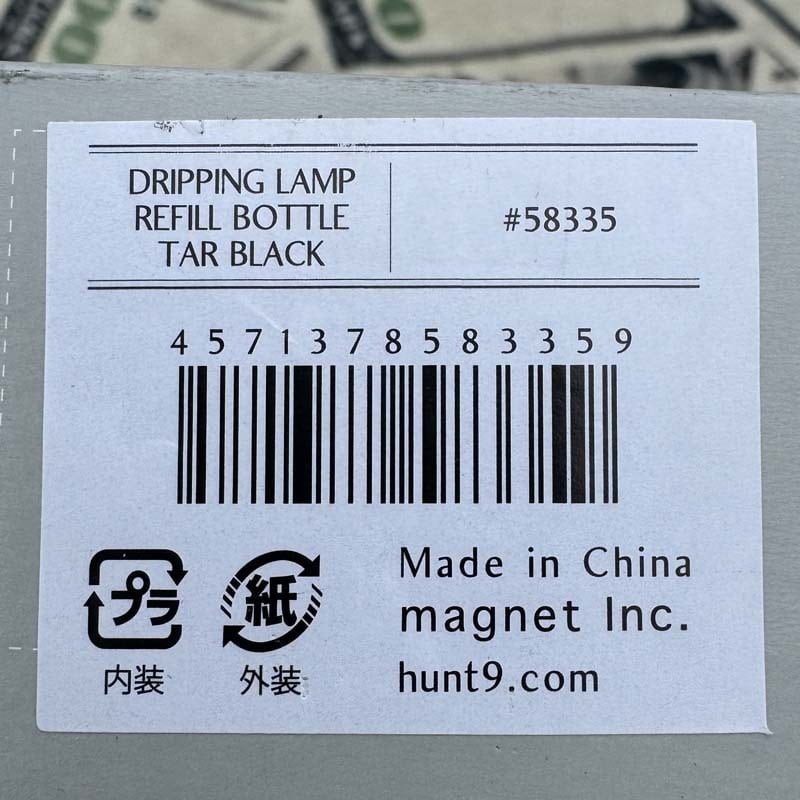 DRIPPING LAMP
REFILL BOTTLE
TAR BLACK
#58335
4571378583359
プラ
内装
紙
外装
Made in China
magnet Inc.
hunt9.com